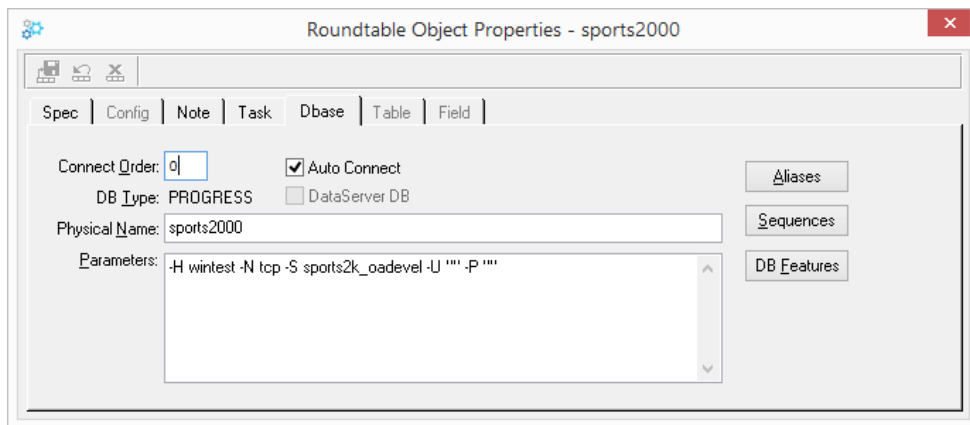 Roundtable Object Properties - sports2000
Spec Config Note Task Dbase Table Field
Connect Order: 0 Auto Connect Aliases
DB Type: PROGRESS DataServer DB
Physical Name: sports2000 Sequences
Parameters: -H wintest -N tcp -S sports2k_oadevel -U "" -P "" DB Features